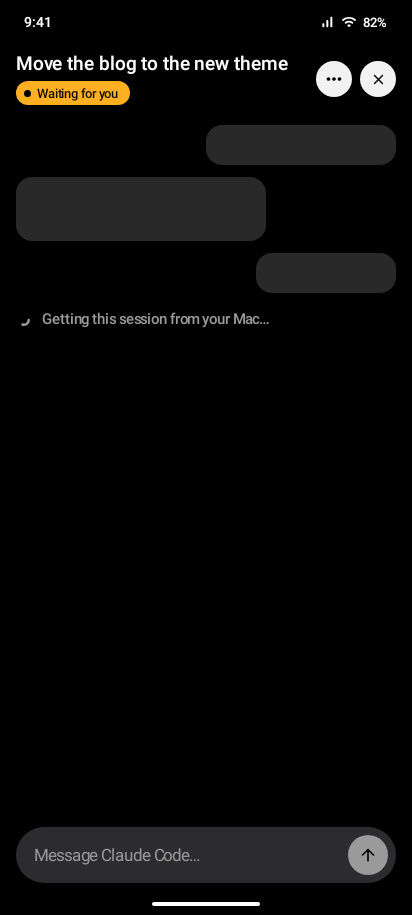 9:41
82%
Move the blog to the new theme
Waiting for you
Getting this session from your Mac...
Message Claude Code...